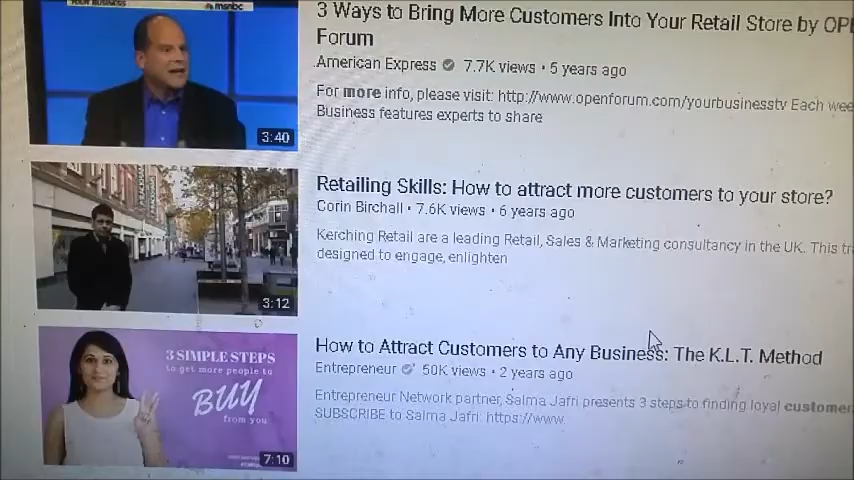 YOUR BUSINESS
msnbc
3:40
3 Ways to Bring More Customers Into Your Retail Store by OPE
Forum
American Express 7.7K views • 5 years ago
For more info, please visit: http://www.openforum.com/yourbusinesstv Each wee
Business features experts to share
3:12
Retailing Skills: How to attract more customers to your store?
Corin Birchall • 7.6K views • 6 years ago
Kerching Retail are a leading Retail, Sales & Marketing consultancy in the UK. This tra
designed to engage, enlighten
3 SIMPLE STEPS
to get more people to
BUY
from you
7:10
How to Attract Customers to Any Business: The K.L.T. Method
Entrepreneur 50K views • 2 years ago
Entrepreneur Network partner, Salma Jafri presents 3 steps to finding loyal customer
SUBSCRIBE to Salma Jafri: https://www.